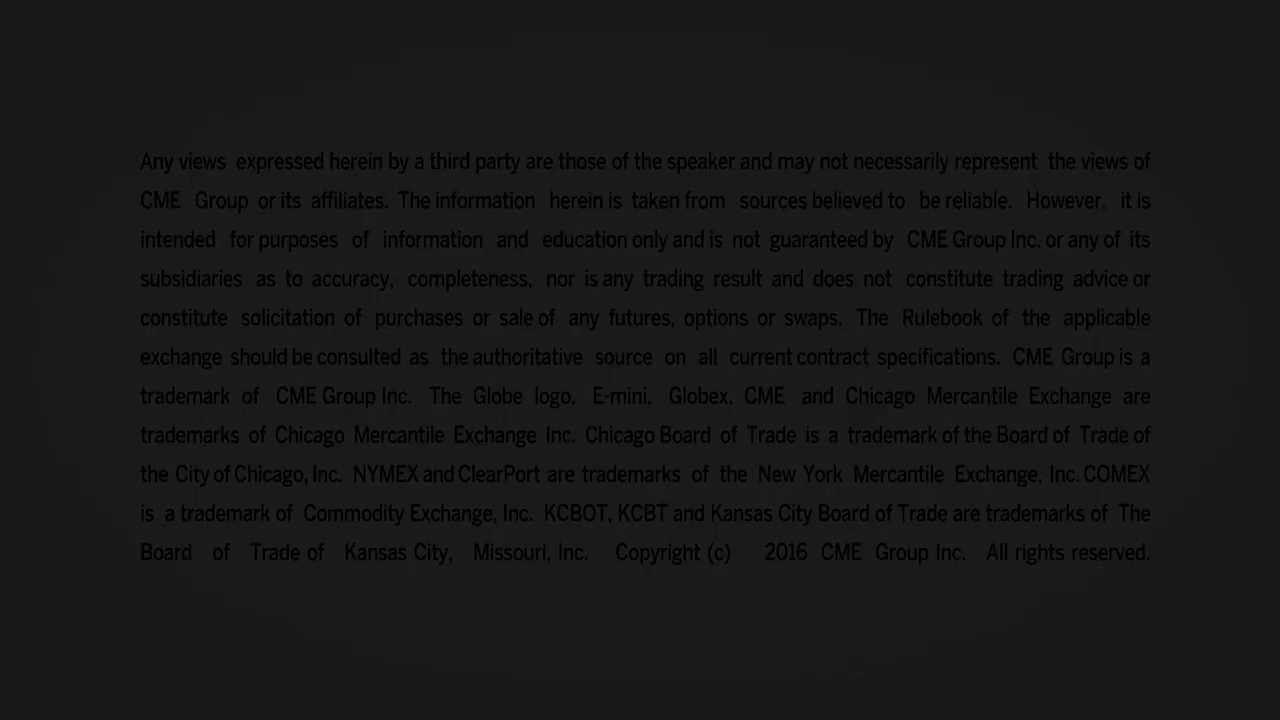 Any views expressed herein by a third party are those of the speaker and may not necessarily represent the views of
CME Group or its affiliates. The information herein is taken from sources believed to be reliable. However, it is
intended for purposes of information and education only and is not guaranteed by CME Group Inc. or any of its
subsidiaries as to accuracy, completeness, nor is any trading result and does not constitute trading advice or
constitute solicitation of purchases or sale of any futures, options or swaps. The Rulebook of the applicable
exchange should be consulted as the authoritative source on all current contract specifications. CME Group is a
trademark of CME Group Inc. The Globe logo, E-mini, Globex, CME and Chicago Mercantile Exchange are
trademarks of Chicago Mercantile Exchange Inc. Chicago Board of Trade is a trademark of the Board of Trade of
the City of Chicago, Inc. NYMEX and ClearPort are trademarks of the New York Mercantile Exchange, Inc. COMEX
is a trademark of Commodity Exchange, Inc. KCBOT, KCBT and Kansas City Board of Trade are trademarks of The
Board of Trade of Kansas City, Missouri, Inc. Copyright (c) 2016 CME Group Inc. All rights reserved.